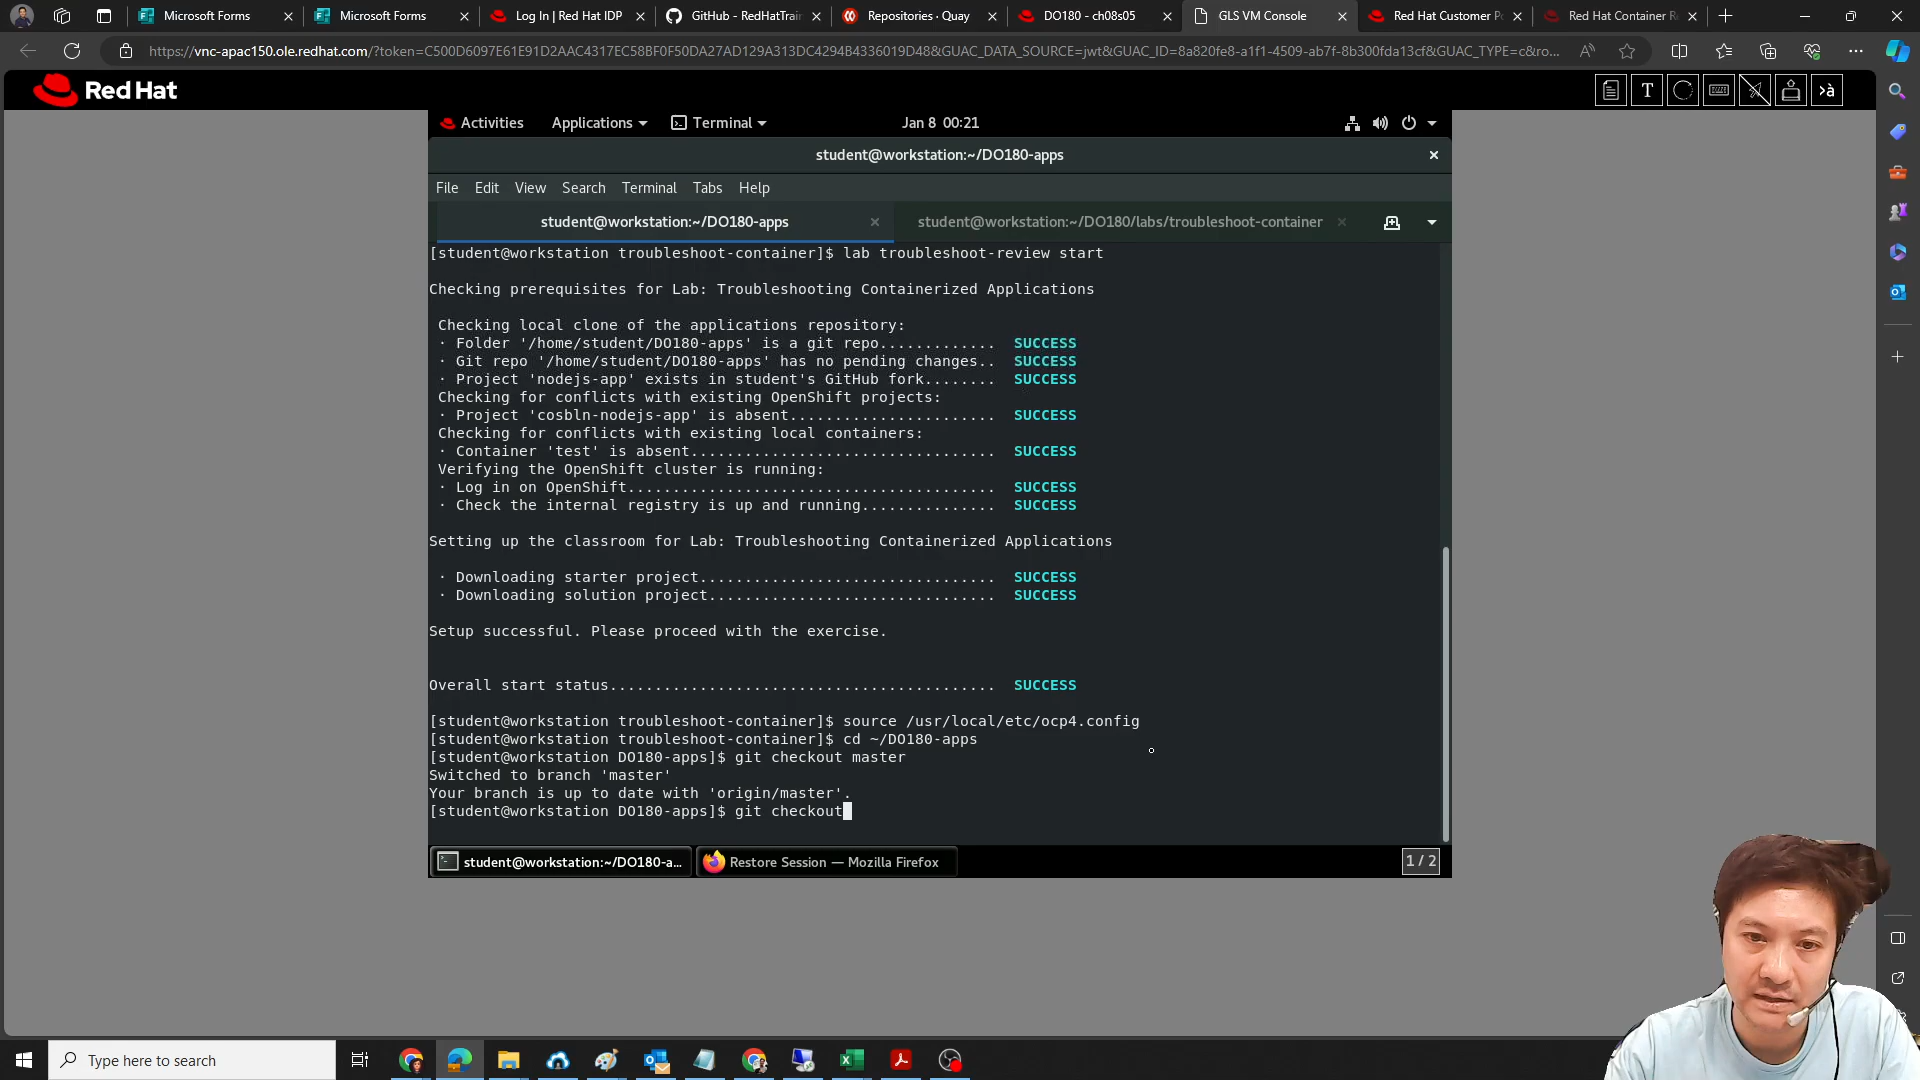 Microsoft Forms
Microsoft Forms
Log In | Red Hat IDP
GitHub - RedHatTrai
Repositories · Quay
DO180 - ch08s05
GLS VM Console
Red Hat Customer Po
Red Hat Container R
https://vnc-apac150.ole.redhat.com/?token=C500D6097E61E91D2AAC4317EC58BF0F50DA27AD129A313DC4294B4336019D48&GUAC_DATA_SOURCE=jwt&GUAC_ID=8a820fe8-a1f1-4509-ab7f-8b300fda13cf&GUAC_TYPE=c&ro...
Red Hat
Activities Applications Terminal Jan 8 00:21
student@workstation:~/DO180-apps
File Edit View Search Terminal Tabs Help
student@workstation:~/DO180-apps student@workstation:~/DO180/labs/troubleshoot-container
[student@workstation troubleshoot-container]$ lab troubleshoot-review start
Checking prerequisites for Lab: Troubleshooting Containerized Applications
Checking local clone of the applications repository:
· Folder '/home/student/DO180-apps' is a git repo............. SUCCESS
· Git repo '/home/student/DO180-apps' has no pending changes.. SUCCESS
· Project 'nodejs-app' exists in student's GitHub fork........ SUCCESS
Checking for conflicts with existing OpenShift projects:
· Project 'cosbln-nodejs-app' is absent....................... SUCCESS
Checking for conflicts with existing local containers:
· Container 'test' is absent.................................. SUCCESS
Verifying the OpenShift cluster is running:
· Log in on OpenShift......................................... SUCCESS
· Check the internal registry is up and running............... SUCCESS
Setting up the classroom for Lab: Troubleshooting Containerized Applications
· Downloading starter project................................. SUCCESS
· Downloading solution project................................ SUCCESS
Setup successful. Please proceed with the exercise.
Overall start status........................................... SUCCESS
[student@workstation troubleshoot-container]$ source /usr/local/etc/ocp4.config
[student@workstation troubleshoot-container]$ cd ~/DO180-apps
[student@workstation DO180-apps]$ git checkout master
Switched to branch 'master'
Your branch is up to date with 'origin/master'.
[student@workstation DO180-apps]$ git checkout
student@workstation:~/DO180-a... Restore Session — Mozilla Firefox 1 / 2
Type here to search